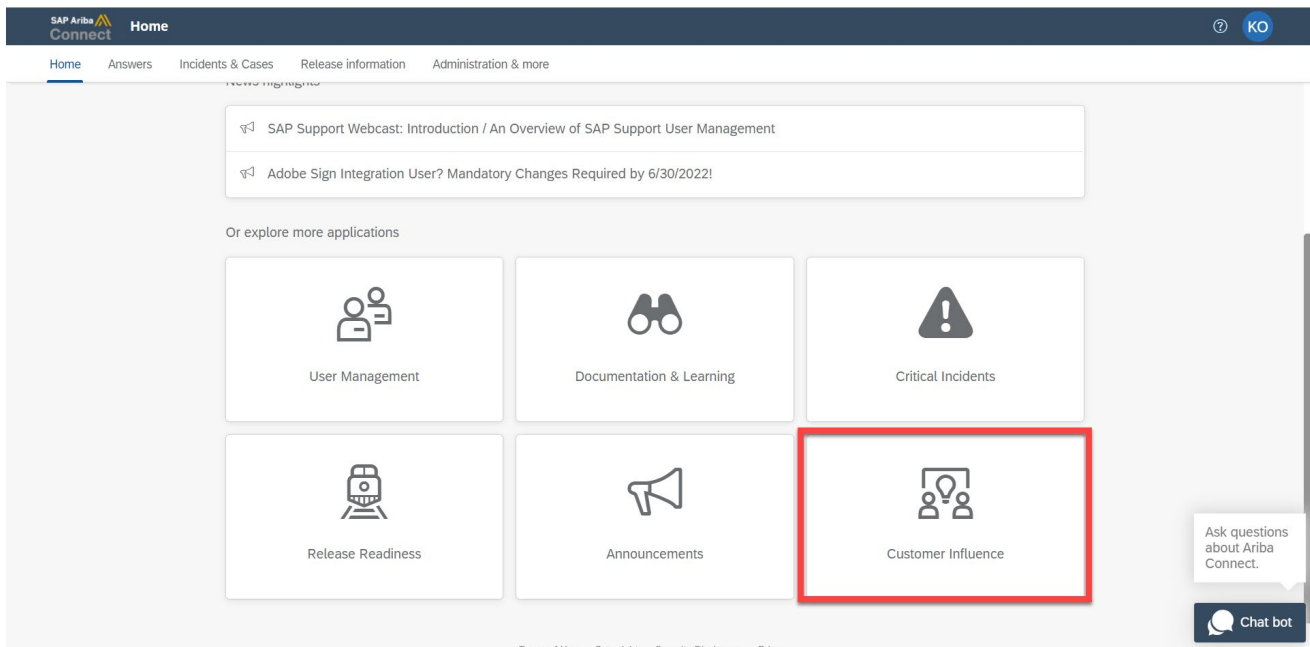 SAP Ariba
Connect
Home
KO
Home Answers Incidents & Cases Release information Administration & more
News highlights
SAP Support Webcast: Introduction / An Overview of SAP Support User Management
Adobe Sign Integration User? Mandatory Changes Required by 6/30/2022!
Or explore more applications
User Management
Documentation & Learning
Critical Incidents
Release Readiness
Announcements
Customer Influence
Ask questions
about Ariba
Connect.
Chat bot